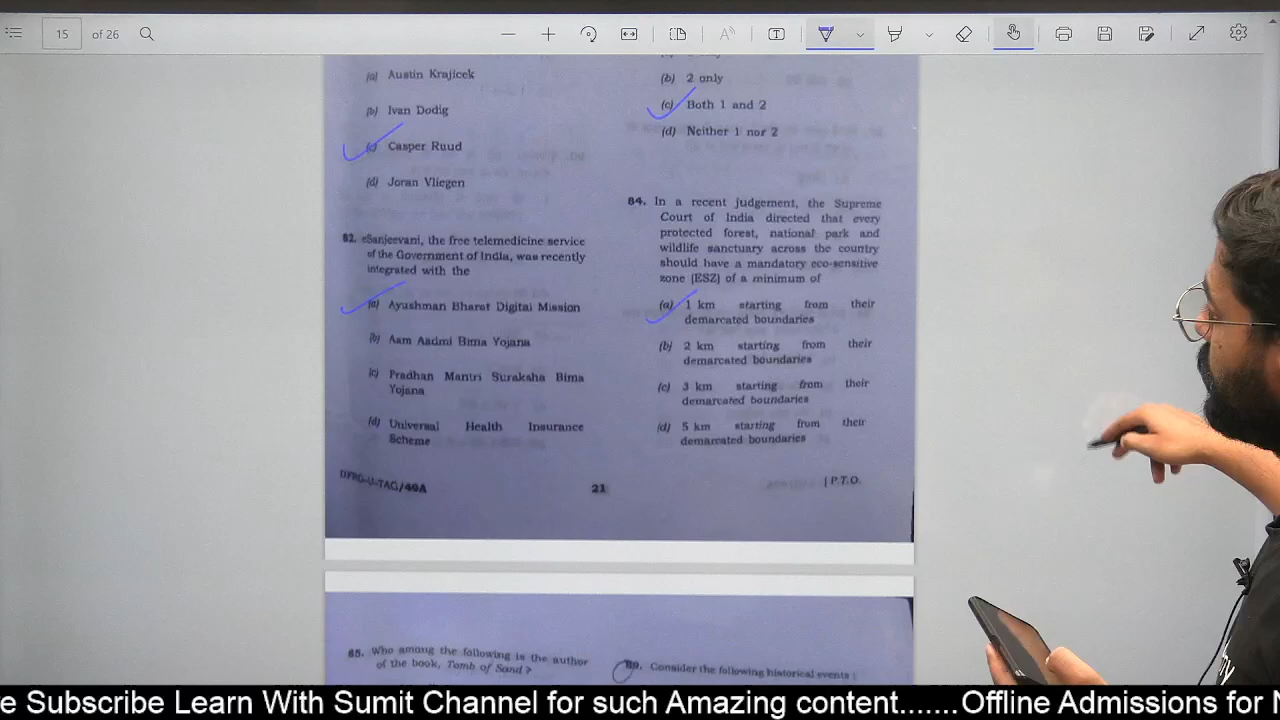 15 of 26
(a) Austin Krajicek
(b) Ivan Dodig
(c) Casper Ruud
(d) Joran Vliegen
82. eSanjeevani, the free telemedicine service
of the Government of India, was recently
integrated with the
(a) Ayushman Bharat Digital Mission
(b) Aam Aadmi Bima Yojana
(c) Pradhan Mantri Suraksha Bima
Yojana
(d) Universal Health Insurance
Scheme
(b) 2 only
(c) Both 1 and 2
(d) Neither 1 nor 2
84. In a recent judgement, the Supreme
Court of India directed that every
protected forest, national park and
wildlife sanctuary across the country
should have a mandatory eco-sensitive
zone (ESZ) of a minimum of
(a) 1 km starting from their
demarcated boundaries
(b) 2 km starting from their
demarcated boundaries
(c) 3 km starting from their
demarcated boundaries
(d) 5 km starting from their
demarcated boundaries
21
[ P.T.O.
85. Who among the following is the author
of the book, Tomb of Sand ?
89. Consider the following historical events :
e Subscribe Learn With Sumit Channel for such Amazing content.......Offline Admissions for